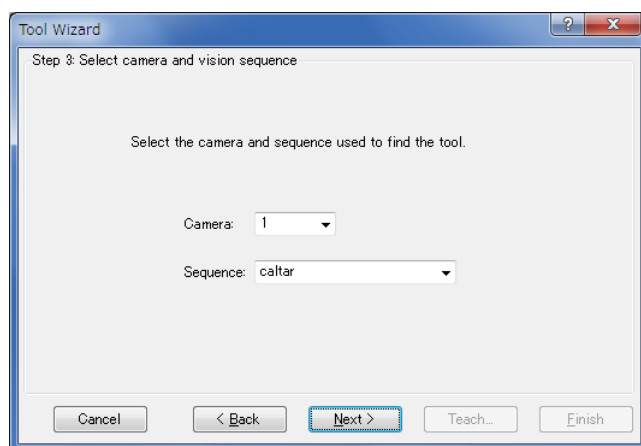 Tool Wizard
Step 3: Select camera and vision sequence
Select the camera and sequence used to find the tool.
Camera: 1
Sequence: caltar
Cancel < Back Next > Teach... Finish